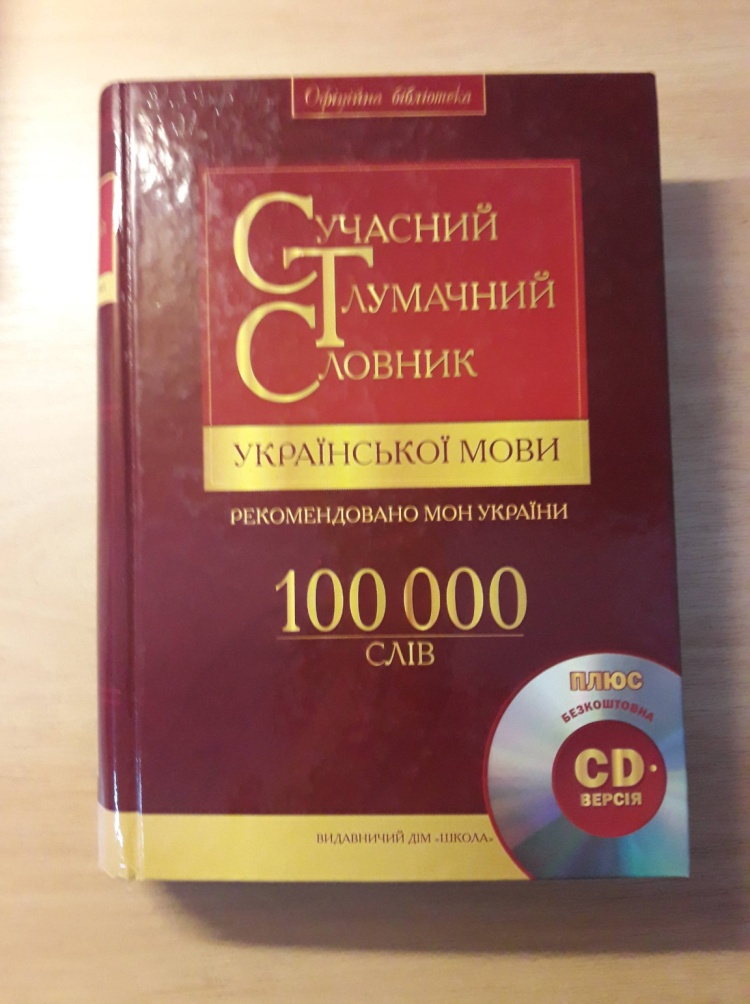 Офіційна бібліотека
Сучасний
Тлумачний
Словник
УКРАЇНСЬКОЇ МОВИ
РЕКОМЕНДОВАНО МОН УКРАЇНИ
100 000
СЛІВ
ПЛЮС
БЕЗКОШТОВНА
CD-
ВЕРСІЯ
ВИДАВНИЧИЙ ДІМ «ШКОЛА»